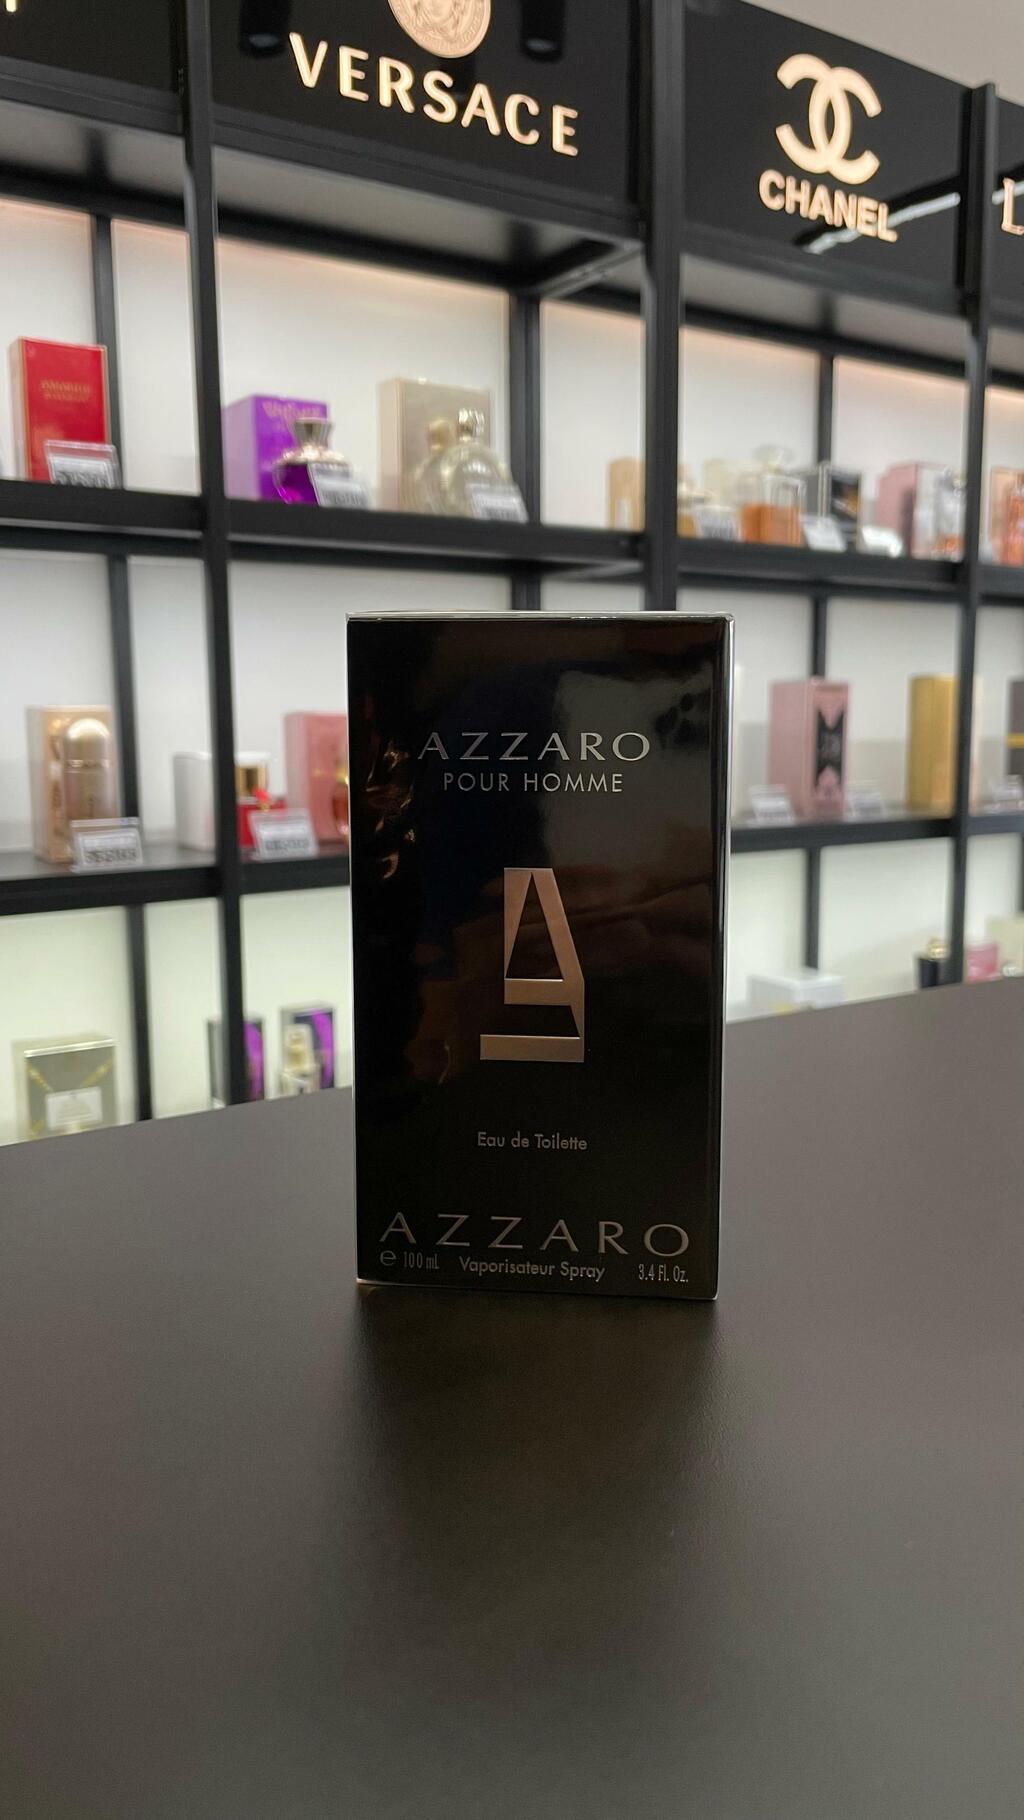 VERSACE
CHANEL
AZZARO
POUR HOMME
Eau de Toilette
AZZARO
e 100 mL Vaporisateur Spray 3.4 Fl. Oz.